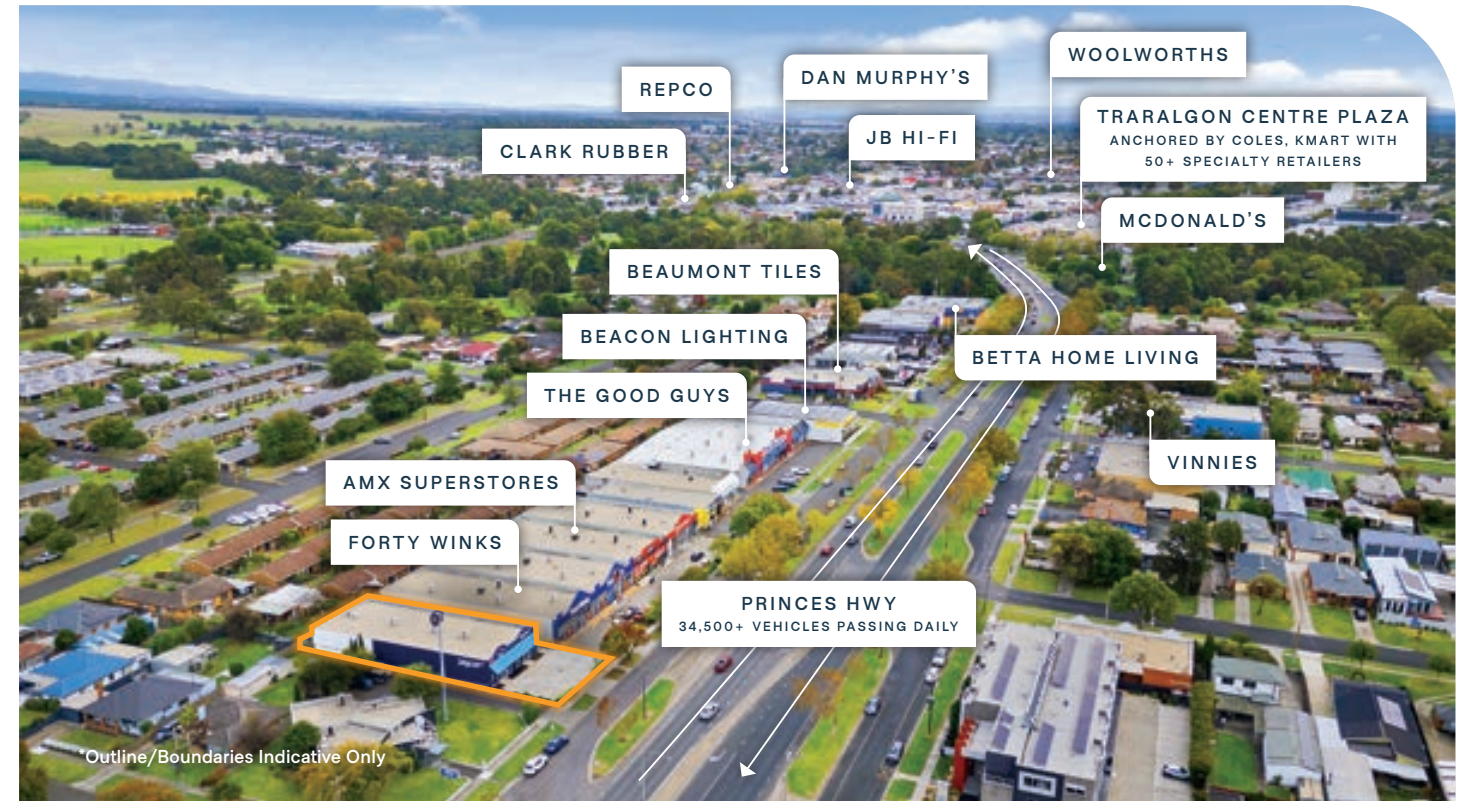 WOOLWORTHS
DAN MURPHY'S
REPCO
TRARALGON CENTRE PLAZA
ANCHORED BY COLES, KMART WITH
50+ SPECIALTY RETAILERS
JB HI-FI
CLARK RUBBER
MCDONALD'S
BEAUMONT TILES
BEACON LIGHTING
BETTA HOME LIVING
THE GOOD GUYS
VINNIES
AMX SUPERSTORES
FORTY WINKS
PRINCES HWY
34,500+ VEHICLES PASSING DAILY
*Outline/Boundaries Indicative Only